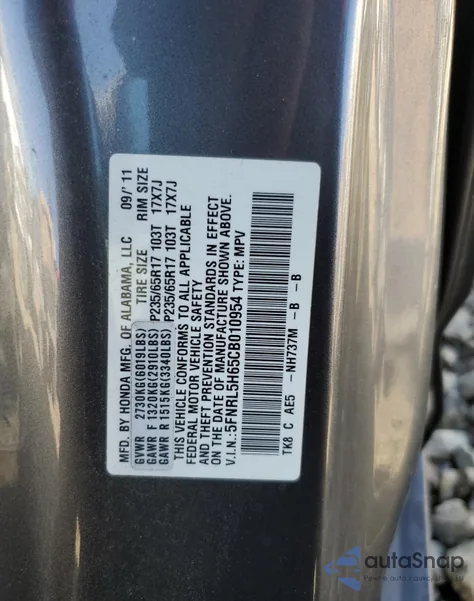 MFD. BY HONDA MFG. OF ALABAMA, LLC 09/' 11
TIRE SIZE RIM SIZE
GVWR 2730KG(6019LBS)
GAWR F 1320KG(2910LBS) P235/65R17 103T 17X7J
GAWR R 1515KG(3340LBS) P235/65R17 103T 17X7J
THIS VEHICLE CONFORMS TO ALL APPLICABLE
FEDERAL MOTOR VEHICLE SAFETY
AND THEFT PREVENTION STANDARDS IN EFFECT
ON THE DATE OF MANUFACTURE SHOWN ABOVE.
V.I.N.:5FNRL5H65CB010954 TYPE: MPV
TK8 C AE5 -NH737M -B -B
autaSnap